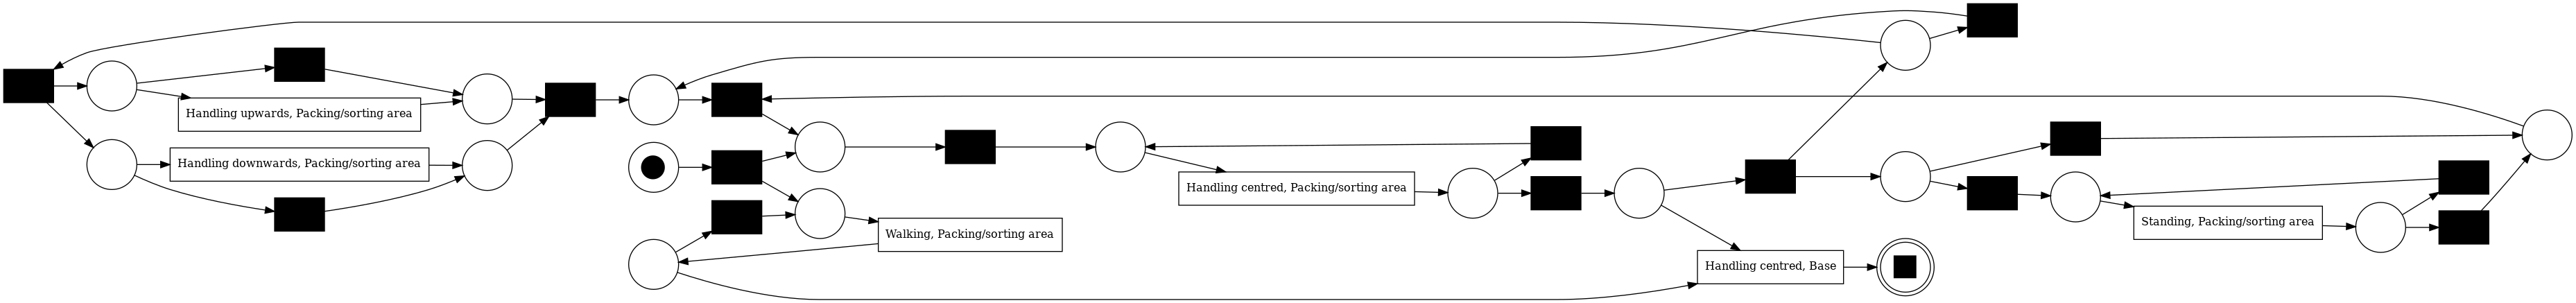 Handling upwards, Packing/sorting area
Handling downwards, Packing/sorting area
Handling centred, Packing/sorting area
Walking, Packing/sorting area
Standing, Packing/sorting area
Handling centred, Base